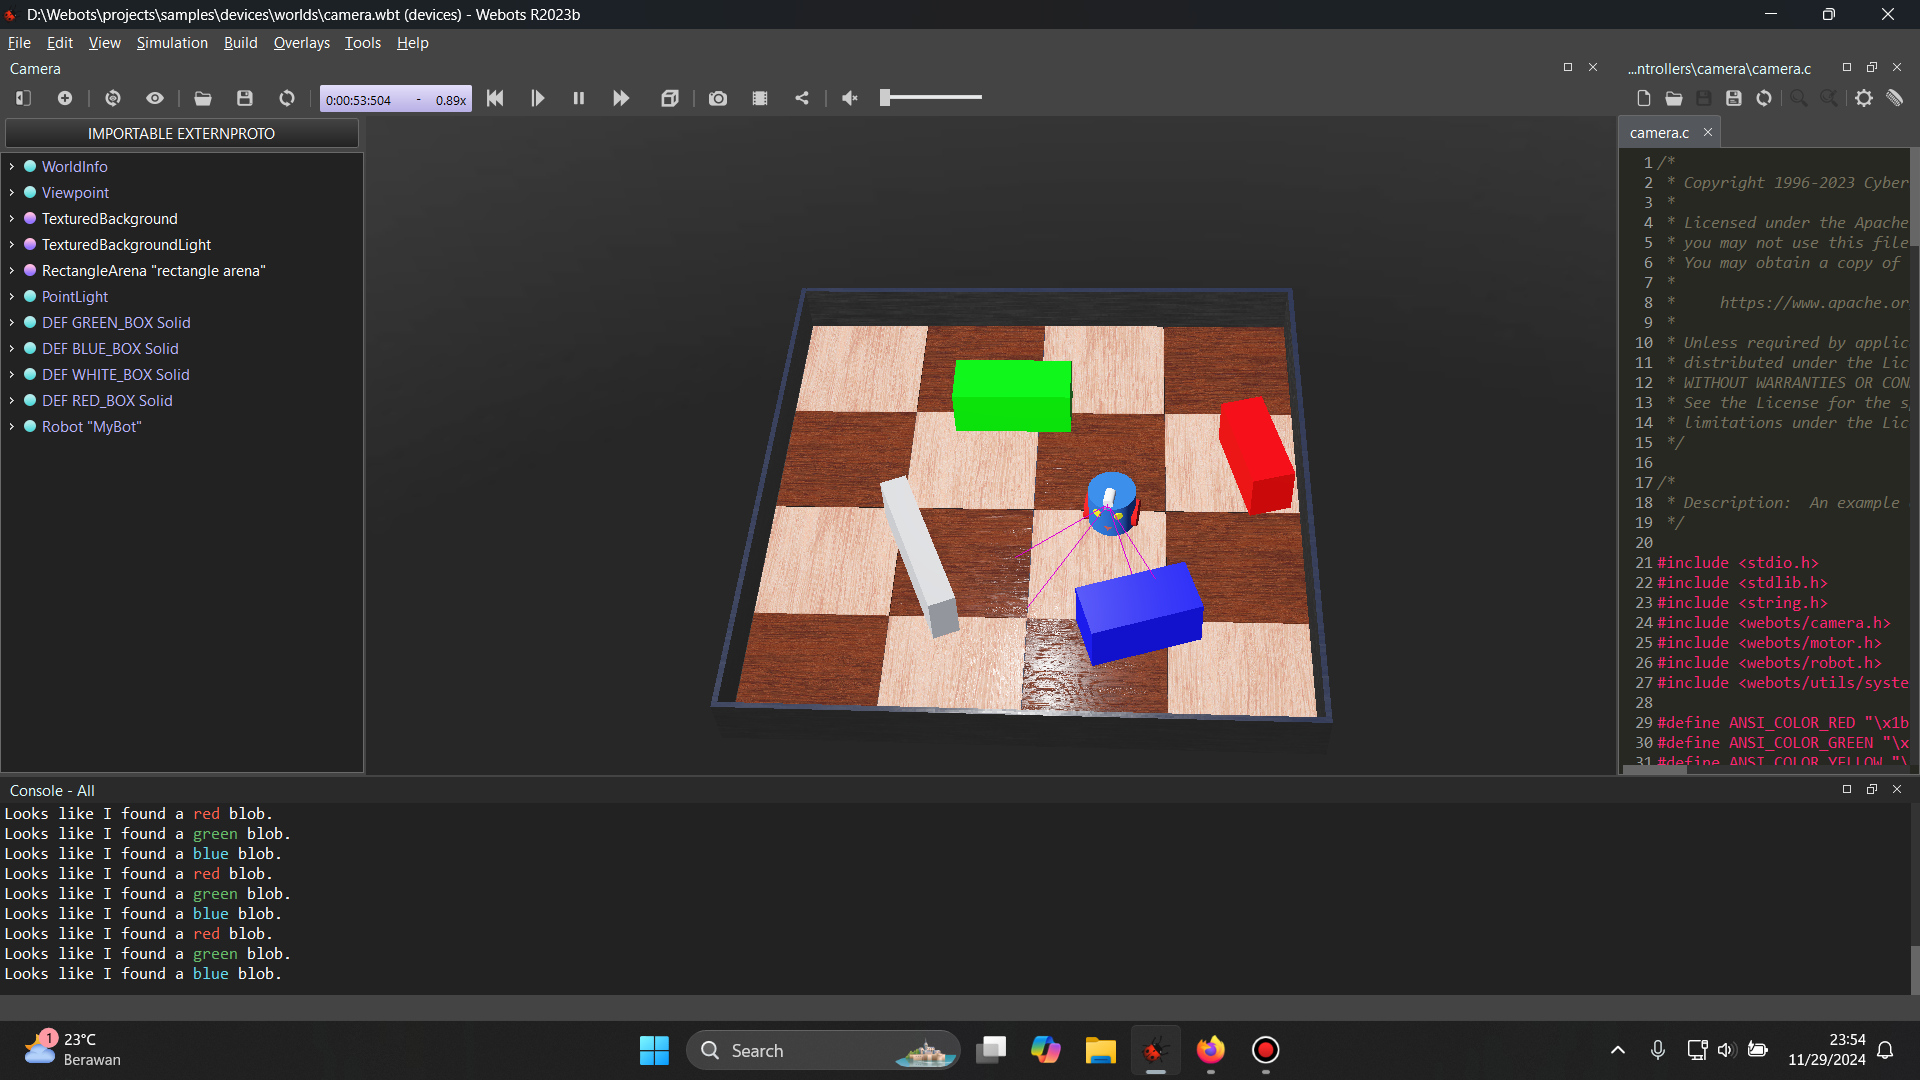 D:\Webots\projects\samples\devices\worlds\camera.wbt (devices) - Webots R2023b
File Edit View Simulation Build Overlays Tools Help
Camera
...ntrollers\camera\camera.c
0:00:53:504 - 0.89x
IMPORTABLE EXTERNPROTO
WorldInfo
Viewpoint
TexturedBackground
TexturedBackgroundLight
RectangleArena "rectangle arena"
PointLight
DEF GREEN_BOX Solid
DEF BLUE_BOX Solid
DEF WHITE_BOX Solid
DEF RED_BOX Solid
Robot "MyBot"
camera.c
1 /*
2 * Copyright 1996-2023 Cyber
3 *
4 * Licensed under the Apache
5 * you may not use this file
6 * You may obtain a copy of
7 *
8 * https://www.apache.or
9 *
10 * Unless required by applic
11 * distributed under the Lic
12 * WITHOUT WARRANTIES OR CON
13 * See the License for the s
14 * limitations under the Lic
15 */
16
17 /*
18 * Description: An example
19 */
20
21 #include <stdio.h>
22 #include <stdlib.h>
23 #include <string.h>
24 #include <webots/camera.h>
25 #include <webots/motor.h>
26 #include <webots/robot.h>
27 #include <webots/utils/syste
28
29 #define ANSI_COLOR_RED "\x1b
30 #define ANSI_COLOR_GREEN "\x
31 #define ANSI_COLOR_YELLOW "\
Console - All
Looks like I found a red blob.
Looks like I found a green blob.
Looks like I found a blue blob.
Looks like I found a red blob.
Looks like I found a green blob.
Looks like I found a blue blob.
Looks like I found a red blob.
Looks like I found a green blob.
Looks like I found a blue blob.
1
23°C
Berawan
Search
23:54
11/29/2024